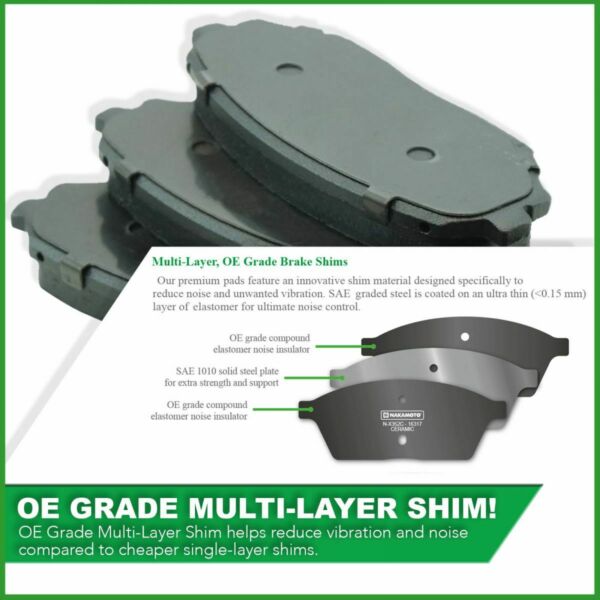 Multi-Layer, OE Grade Brake Shims
Our premium pads feature an innovative shim material designed specifically to
reduce noise and unwanted vibration. SAE graded steel is coated on an ultra thin (<0.15 mm)
layer of elastomer for ultimate noise control.
OE grade compound
elastomer noise insulator
SAE 1010 solid steel plate
for extra strength and support
OE grade compound
elastomer noise insulator
NAKAMOTO
N-X352C - 16317
CERAMIC
OE GRADE MULTI-LAYER SHIM!
OE Grade Multi-Layer Shim helps reduce vibration and noise
compared to cheaper single-layer shims.